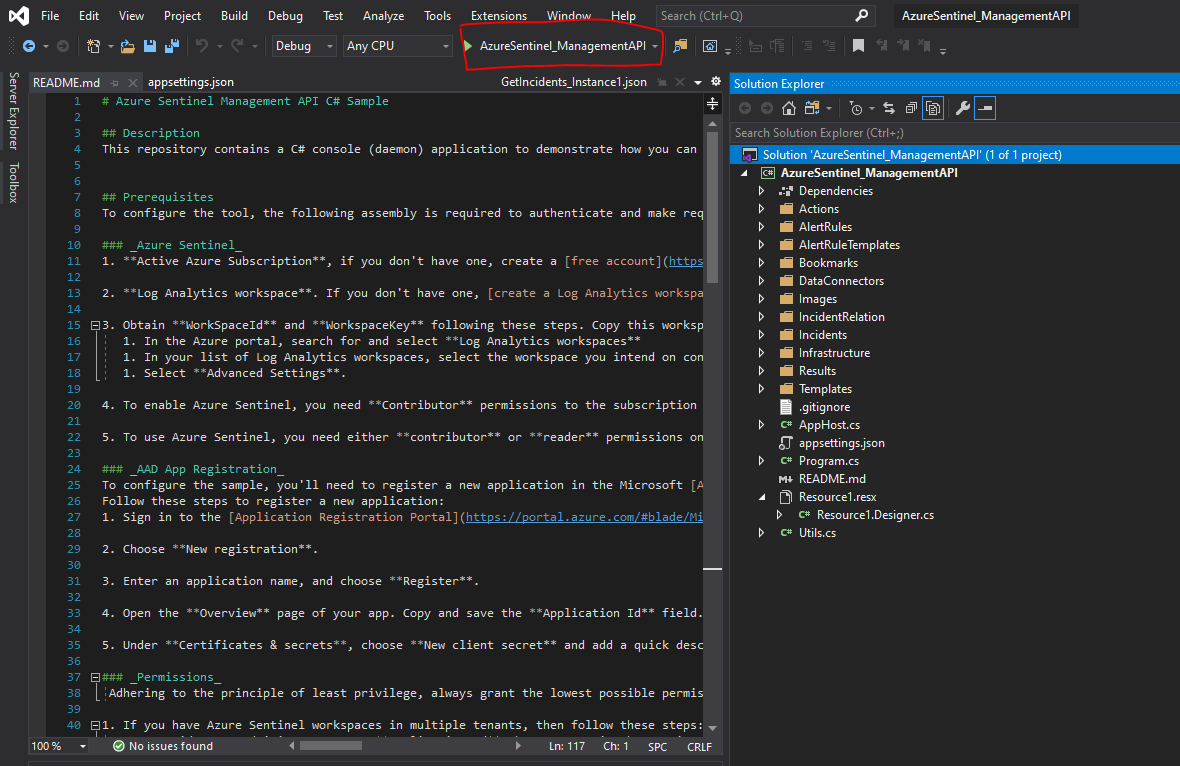 File Edit View Project Build Debug Test Analyze Tools Extensions Window Help Search (Ctrl+Q) AzureSentinel_ManagementAPI
Debug Any CPU AzureSentinel_ManagementAPI
Server Explorer
Toolbox
README.md appsettings.json GetIncidents_Instance1.json
1 # Azure Sentinel Management API C# Sample
2
3 ## Description
4 This repository contains a C# console (daemon) application to demonstrate how you can
5
6
7 ## Prerequisites
8 To configure the tool, the following assembly is required to authenticate and make req
9
10 ### _Azure Sentinel_
11 1. **Active Azure Subscription**, if you don't have one, create a [free account](https
12
13 2. **Log Analytics workspace**. If you don't have one, [create a Log Analytics workspa
14
15 3. Obtain **WorkSpaceId** and **WorkspaceKey** following these steps. Copy this worksp
16 1. In the Azure portal, search for and select **Log Analytics workspaces**
17 1. In your list of Log Analytics workspaces, select the workspace you intend on con
18 1. Select **Advanced Settings**.
19
20 4. To enable Azure Sentinel, you need **Contributor** permissions to the subscription
21
22 5. To use Azure Sentinel, you need either **contributor** or **reader** permissions on
23
24 ### _AAD App Registration_
25 To configure the sample, you'll need to register a new application in the Microsoft [A
26 Follow these steps to register a new application:
27 1. Sign in to the [Application Registration Portal](https://portal.azure.com/#blade/Mi
28
29 2. Choose **New registration**.
30
31 3. Enter an application name, and choose **Register**.
32
33 4. Open the **Overview** page of your app. Copy and save the **Application Id** field.
34
35 5. Under **Certificates & secrets**, choose **New client secret** and add a quick desc
36
37 ### _Permissions_
38 Adhering to the principle of least privilege, always grant the lowest possible permis
39
40 1. If you have Azure Sentinel workspaces in multiple tenants, then follow these steps:
100 % No issues found Ln: 117 Ch: 1 SPC CRLF
Solution Explorer
Search Solution Explorer (Ctrl+;)
Solution 'AzureSentinel_ManagementAPI' (1 of 1 project)
C# AzureSentinel_ManagementAPI
Dependencies
Actions
AlertRules
AlertRuleTemplates
Bookmarks
DataConnectors
Images
IncidentRelation
Incidents
Infrastructure
Results
Templates
.gitignore
C# AppHost.cs
appsettings.json
C# Program.cs
README.md
Resource1.resx
C# Resource1.Designer.cs
C# Utils.cs